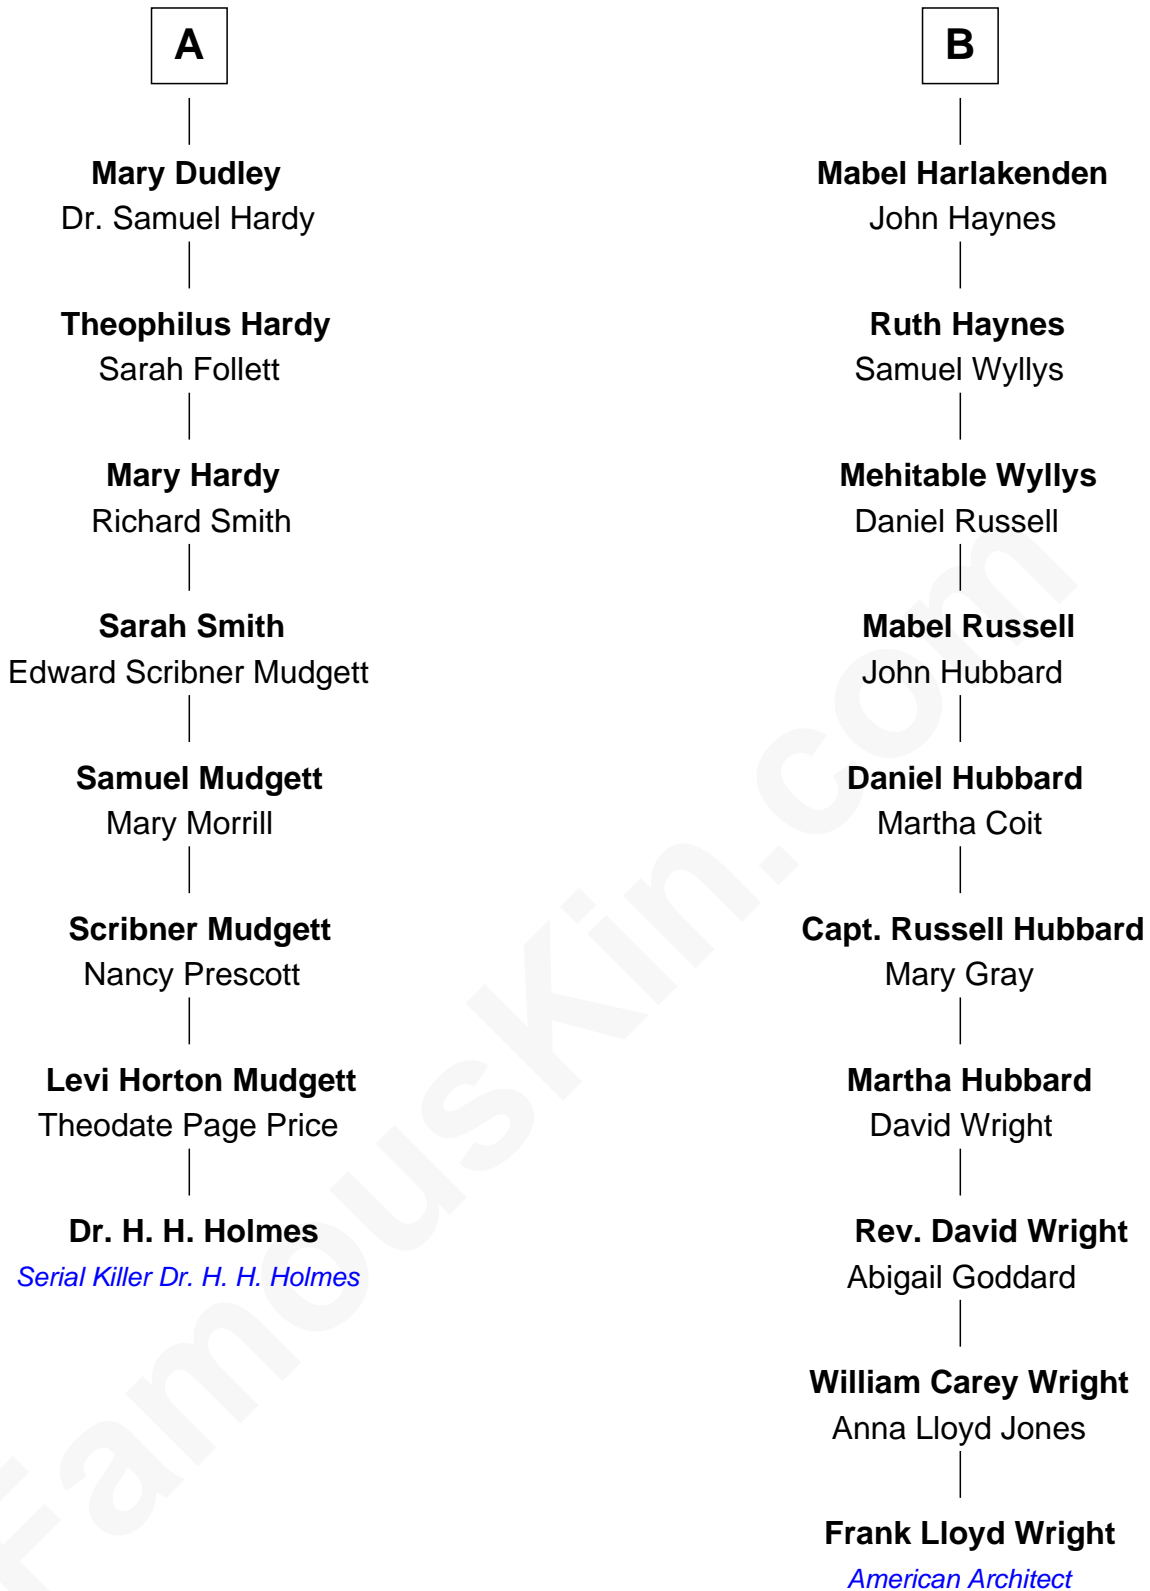 A
Mary Dudley
Dr. Samuel Hardy
Theophilus Hardy
Sarah Follett
Mary Hardy
Richard Smith
Sarah Smith
Edward Scribner Mudgett
Samuel Mudgett
Mary Morrill
Scribner Mudgett
Nancy Prescott
Levi Horton Mudgett
Theodate Page Price
Dr. H. H. Holmes
Serial Killer Dr. H. H. Holmes
B
Mabel Harlakenden
John Haynes
Ruth Haynes
Samuel Wyllys
Mehitable Wyllys
Daniel Russell
Mabel Russell
John Hubbard
Daniel Hubbard
Martha Coit
Capt. Russell Hubbard
Mary Gray
Martha Hubbard
David Wright
Rev. David Wright
Abigail Goddard
William Carey Wright
Anna Lloyd Jones
Frank Lloyd Wright
American Architect
FamousKin.com